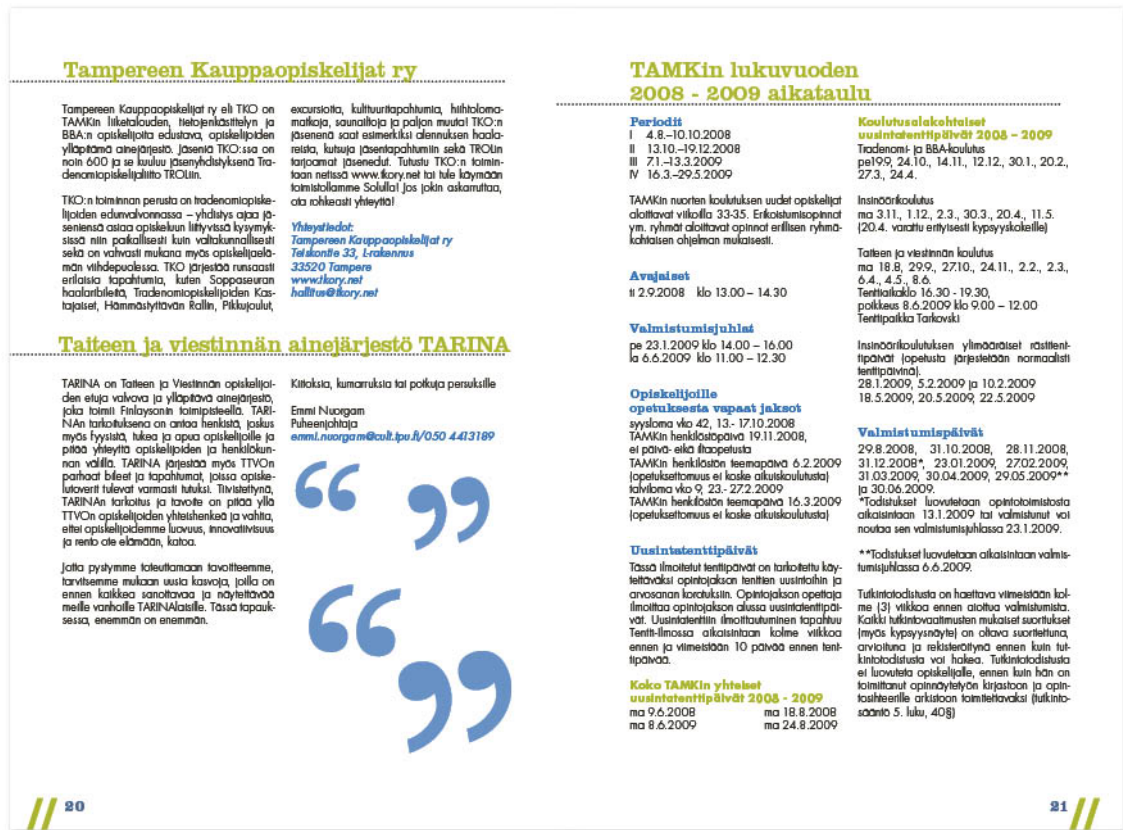 Tampereen Kauppaopiskelijat ry
Tampereen Kauppaopiskelijat ry eli TKO on
TAMKin liiketalouden, tietojenkäsittelyn ja
BBA:n opiskelijoita edustava, opiskelijoiden
ylläpitämä ainejärjestö. Jäseniä TKO:ssa on
noin 600 ja se kuuluu jäsenyhdistyksenä Tra-
denomiopiskelijaliitto TROLiin.
TKO:n toiminnan perusta on tradenomiopiske-
lijoiden edunvalvonnassa – yhdistys ajaa jä-
seniensä asiaa opiskeluun liittyvissä kysymyk-
sissä niin paikallisesti kuin valtakunnallisesti
sekä on vahvasti mukana myös opiskelijaelä-
män viihdepuolessa. TKO järjestää runsaasti
erilaisia tapahtumia, kuten Soppaseuran
haalaribileitä, Tradenomiopiskelijoiden Kas-
tajaiset, Hämmästyttävän Rallin, Pikkujoulut,
excursioita, kulttuuritapahtumia, hiihtoloma-
matkoja, saunailtoja ja paljon muuta! TKO:n
jäsenenä saat esimerkiksi alennuksen haala-
reista, kutsuja jäsentapahtumiin sekä TROLin
tarjoamat jäsenedut. Tutustu TKO:n toimin-
taan netissä www.tkory.net tai tule käymään
toimistollamme Solulla! Jos jokin askarruttaa,
ota rohkeasti yhteyttä!
Yhteystiedot:
Tampereen Kauppaopiskelijat ry
Teiskontie 33, L-rakennus
33520 Tampere
www.tkory.net
hallitus@tkory.net
Taiteen ja viestinnän ainejärjestö TARINA
TARINA on Taiteen ja Viestinnän opiskelijoi-
den etuja valvova ja ylläpitävä ainejärjestö,
joka toimii Finlaysonin toimipisteellä. TARI-
NAn tarkoituksena on antaa henkistä, joskus
myös fyysistä, tukea ja apua opiskelijoille ja
pitää yhteyttä opiskelijoiden ja henkilökun-
nan välillä. TARINA järjestää myös TTVOn
parhaat bileet ja tapahtumat, joissa opiske-
lutoverit tulevat varmasti tutuksi. Tiivistettynä,
TARINAn tarkoitus ja tavoite on pitää yllä
TTVOn opiskelijoiden yhteishenkeä ja vahtia,
ettei opiskelijoidemme luovuus, innovatiivisuus
ja rento ote elämään, katoa.
Jotta pystymme toteuttamaan tavoitteemme,
tarvitsemme mukaan uusia kasvoja, joilla on
ennen kaikkea sanottavaa ja näytettävää
meille vanhoille TARINAlaisille. Tässä tapauk-
sessa, enemmän on enemmän.
Kiitoksia, kumarruksia tai potkuja persuksille
Emmi Nuorgam
Puheenjohtaja
emmi.nuorgam@cult.tpu.fi/050 4413189
“ ”
“ ”
// 20
TAMKin lukuvuoden
2008 - 2009 aikataulu
Periodit
I 4.8.–10.10.2008
II 13.10.–19.12.2008
III 7.1.–13.3.2009
IV 16.3.–29.5.2009
TAMKin nuorten koulutuksen uudet opiskelijat
aloittavat viikoilla 33-35. Erikoistumisopinnot
ym. ryhmät aloittavat opinnot erillisen ryhmä-
kohtaisen ohjelman mukaisesti.
Avajaiset
ti 2.9.2008 klo 13.00 – 14.30
Valmistumisjuhlat
pe 23.1.2009 klo 14.00 – 16.00
la 6.6.2009 klo 11.00 – 12.30
Opiskelijoille
opetuksesta vapaat jaksot
syysloma vko 42, 13.- 17.10.2008
TAMKin henkilöstöpäivä 19.11.2008,
ei päivä- eikä iltaopetusta
TAMKin henkilöstön teemapäivä 6.2.2009
(opetuksettomuus ei koske aikuiskoulutusta)
talviloma vko 9, 23.- 27.2.2009
TAMKin henkilöstön teemapäivä 16.3.2009
(opetuksettomuus ei koske aikuiskoulutusta)
Uusintatenttipäivät
Tässä ilmoitetut tenttipäivät on tarkoitettu käy-
tettäväksi opintojakson tenttien uusintoihin ja
arvosanan korotuksiin. Opintojakson opettaja
ilmoittaa opintojakson alussa uusintatenttipäi-
vät. Uusintatenttiin ilmoittautuminen tapahtuu
Tentti-Ilmossa aikaisintaan kolme viikkoa
ennen ja viimeistään 10 päivää ennen tent-
tipäivää.
Koko TAMKin yhteiset
uusintatenttipäivät 2008 - 2009
ma 9.6.2008 ma 18.8.2008
ma 8.6.2009 ma 24.8.2009
Koulutusalakohtaiset
uusintatenttipäivät 2008 – 2009
Tradenomi- ja BBA-koulutus
pe19.9, 24.10., 14.11., 12.12., 30.1., 20.2.,
27.3., 24.4.
Insinöörikoulutus
ma 3.11., 1.12., 2.3., 30.3., 20.4., 11.5.
(20.4. varattu erityisesti kypsyyskokeille)
Taiteen ja viestinnän koulutus
ma 18.8, 29.9., 27.10., 24.11., 2.2., 2.3.,
6.4., 4.5., 8.6.
Tenttiaikaklo 16.30 - 19.30,
poikkeus 8.6.2009 klo 9.00 – 12.00
Tenttipaikka Tarkovski
Insinöörikoulutuksen ylimääräiset rästitent-
tipäivät (opetusta järjestetään normaalisti
tenttipäivinä).
28.1.2009, 5.2.2009 ja 10.2.2009
18.5.2009, 20.5.2009, 22.5.2009
Valmistumispäivät
29.8.2008, 31.10.2008, 28.11.2008,
31.12.2008*, 23.01.2009, 27.02.2009,
31.03.2009, 30.04.2009, 29.05.2009**
ja 30.06.2009.
*Todistukset luovutetaan opintotoimistosta
aikaisintaan 13.1.2009 tai valmistunut voi
noutaa sen valmistumisjuhlassa 23.1.2009.
**Todistukset luovutetaan aikaisintaan valmis-
tumisjuhlassa 6.6.2009.
Tutkintotodistusta on haettava viimeistään kol-
me (3) viikkoa ennen aiottua valmistumista.
Kaikki tutkintovaatimusten mukaiset suoritukset
(myös kypsyysnäyte) on oltava suoritettuna,
arvioituna ja rekisteröitynä ennen kuin tut-
kintotodistusta voi hakea. Tutkintotodistusta
ei luovuteta opiskelijalle, ennen kuin hän on
toimittanut opinnäytetyön kirjastoon ja opin-
tosihteerille arkistoon toimitettavaksi (tutkinto-
sääntö 5. luku, 40§)
21 //